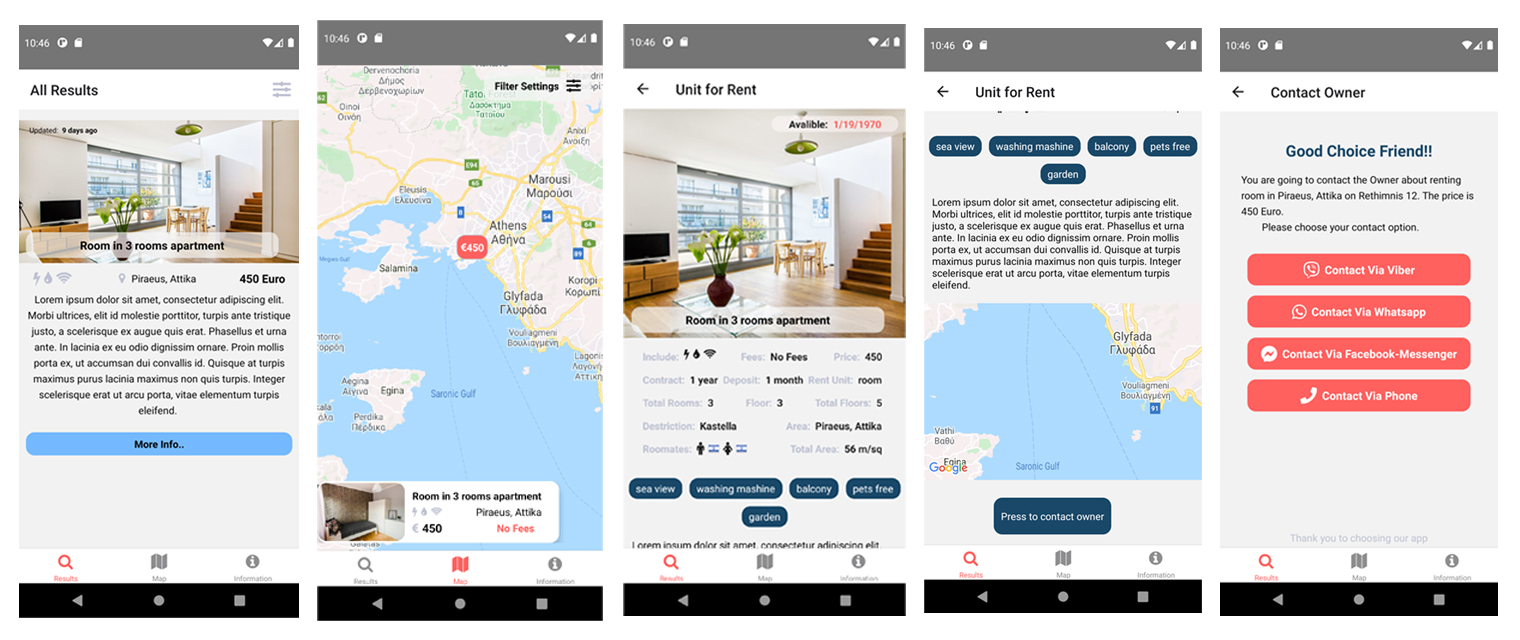 10:46
All Results
Updated: 9 days ago
Room in 3 rooms apartment
Piraeus, Attika
450 Euro
Lorem ipsum dolor sit amet, consectetur adipiscing elit.
Morbi ultrices, elit id molestie porttitor, turpis ante tristique
justo, a scelerisque ex augue quis erat. Phasellus et urna
ante. In lacinia ex eu odio dignissim ornare. Proin mollis
porta ex, ut accumsan dui convallis id. Quisque at turpis
maximus purus lacinia maximus non quis turpis. Integer
scelerisque erat ut arcu porta, vitae elementum turpis
eleifend.
More Info..
Results
Map
Information
10:46
Filter Settings
Dervenochoria
Δήμος
Δερβενοχωρίων
62
Oinoi
Οινόη
Δασόκτημα
Τατοΐου
Anixi
Άνοιξη
E94
65
Marousi
Μαρούσι
Eleusis
Ελευσίνα
8
54
Athens
Αθήνα
64
6
89
€450
Salamina
Koropi
Κορωπί
Glyfada
Γλυφάδα
Vouliagmeni
Βουλιαγμένη
Aegina
Αίγινα
Egina
Saronic Gulf
Perdika
Πέρδικα
Room in 3 rooms apartment
Piraeus, Attika
€ 450
No Fees
Results
Map
Information
10:46
Unit for Rent
Avalible: 1/19/1970
Room in 3 rooms apartment
Include:
Fees: No Fees
Price: 450
Contract: 1 year
Deposit: 1 month
Rent Unit: room
Total Rooms: 3
Floor: 3
Total Floors: 5
Destriction: Kastella
Area: Piraeus, Attika
Roomates:
Total Area: 56 m/sq
sea view
washing mashine
balcony
pets free
garden
Lorem ipsum dolor sit amet, consectetur adipiscing elit.
Results
Map
Information
10:46
Unit for Rent
sea view
washing mashine
balcony
pets free
garden
Lorem ipsum dolor sit amet, consectetur adipiscing elit.
Morbi ultrices, elit id molestie porttitor, turpis ante tristique
justo, a scelerisque ex augue quis erat. Phasellus et urna
ante. In lacinia ex eu odio dignissim ornare. Proin mollis
porta ex, ut accumsan dui convallis id. Quisque at turpis
maximus purus lacinia maximus non quis turpis. Integer
scelerisque erat ut arcu porta, vitae elementum turpis
eleifend.
Glyfada
Γλυφάδα
Vouliagmeni
Βουλιαγμένη
91
Vathi
Βαθύ
Egina
Google
Saronic Gulf
Press to contact owner
Results
Map
Information
10:46
Contact Owner
Good Choice Friend!!
You are going to contact the Owner about renting
room in Piraeus, Attika on Rethimnis 12. The price is
450 Euro.
Please choose your contact option.
Contact Via Viber
Contact Via Whatsapp
Contact Via Facebook-Messenger
Contact Via Phone
Thank you to choosing our app
Results
Map
Information